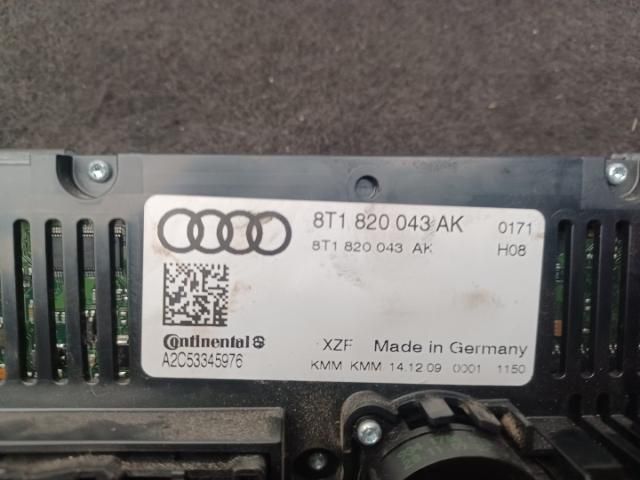 8T1 820 043 AK 0171
8T1 820 043 AK H08
Continental
A2C53345976
XZF Made in Germany
KMM KMM 14.12.09 0001 1150